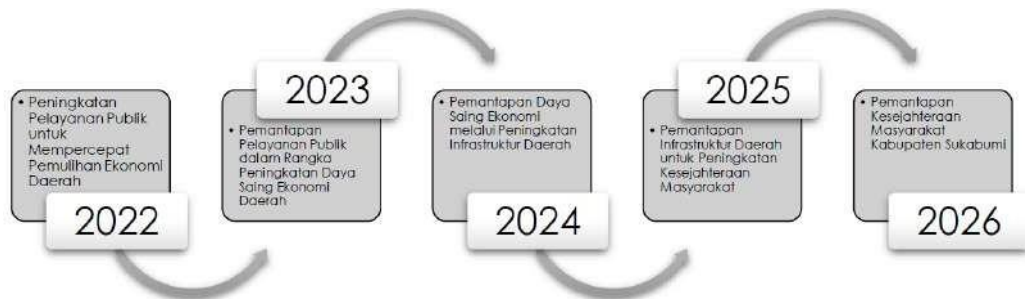 • Peningkatan
Pelayanan Publik
untuk
Mempercepat
Pemulihan Ekonomi
Daerah
2022
2023
• Pemantapan
Pelayanan Publik
dalam Rangka
Peningkatan Daya
Saing Ekonomi
Daerah
• Pemantapan Daya
Saing Ekonomi
melalui Peningkatan
Infrastruktur Daerah
2024
2025
• Pemantapan
Infrastruktur Daerah
untuk Peningkatan
Kesejahteraan
Masyarakat
• Pemantapan
Kesejahteraan
Masyarakat
Kabupaten Sukabumi
2026